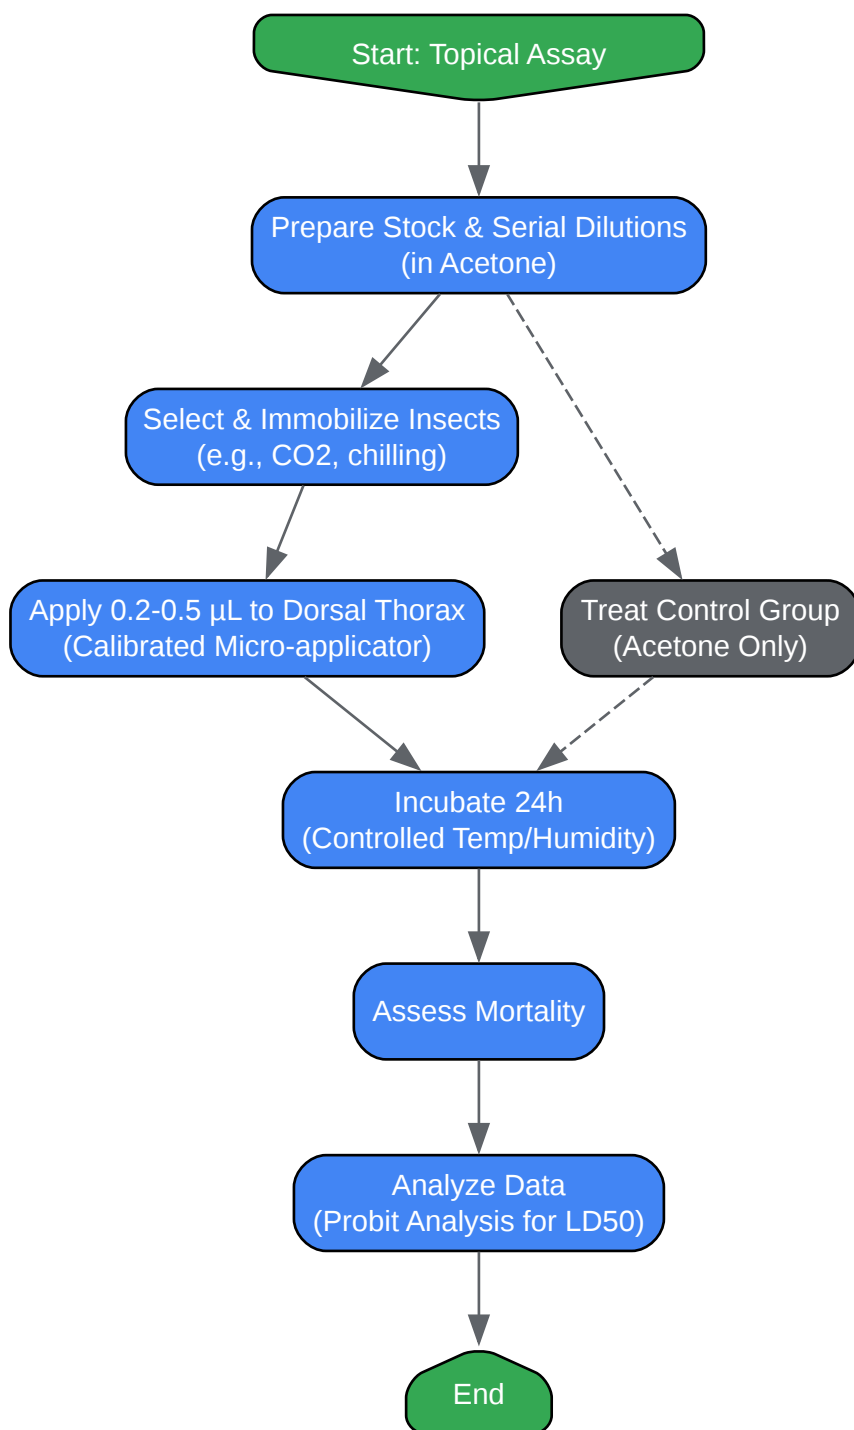 Start: Topical Assay
Prepare Stock & Serial Dilutions
(in Acetone)
Select & Immobilize Insects
(e.g., CO2, chilling)
Apply 0.2-0.5 µL to Dorsal Thorax
(Calibrated Micro-applicator)
Treat Control Group
(Acetone Only)
Incubate 24h
(Controlled Temp/Humidity)
Assess Mortality
Analyze Data
(Probit Analysis for LD50)
End